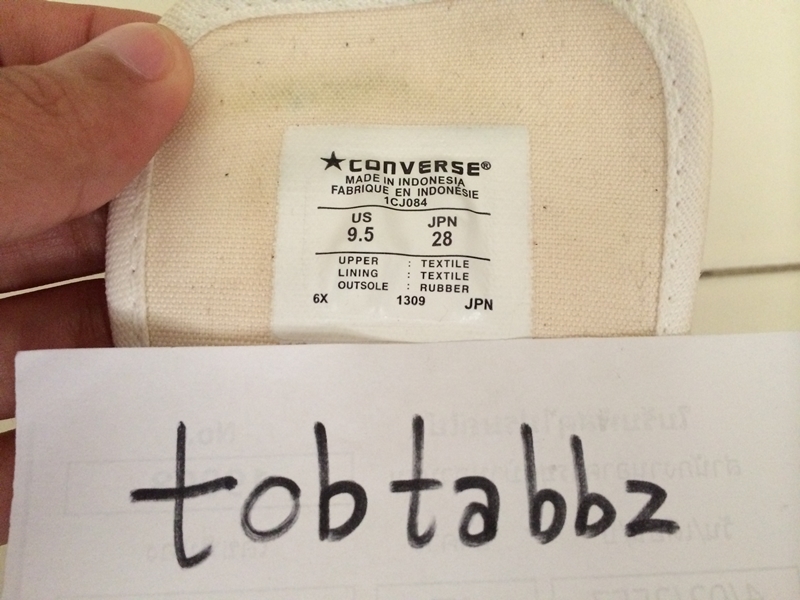 ★CONVERSE®
MADE IN INDONESIA
FABRIQUE EN INDONÉSIE
1CJ084
US JPN
9.5 28
UPPER : TEXTILE
LINING : TEXTILE
OUTSOLE : RUBBER
6X 1309 JPN
tobtabbz